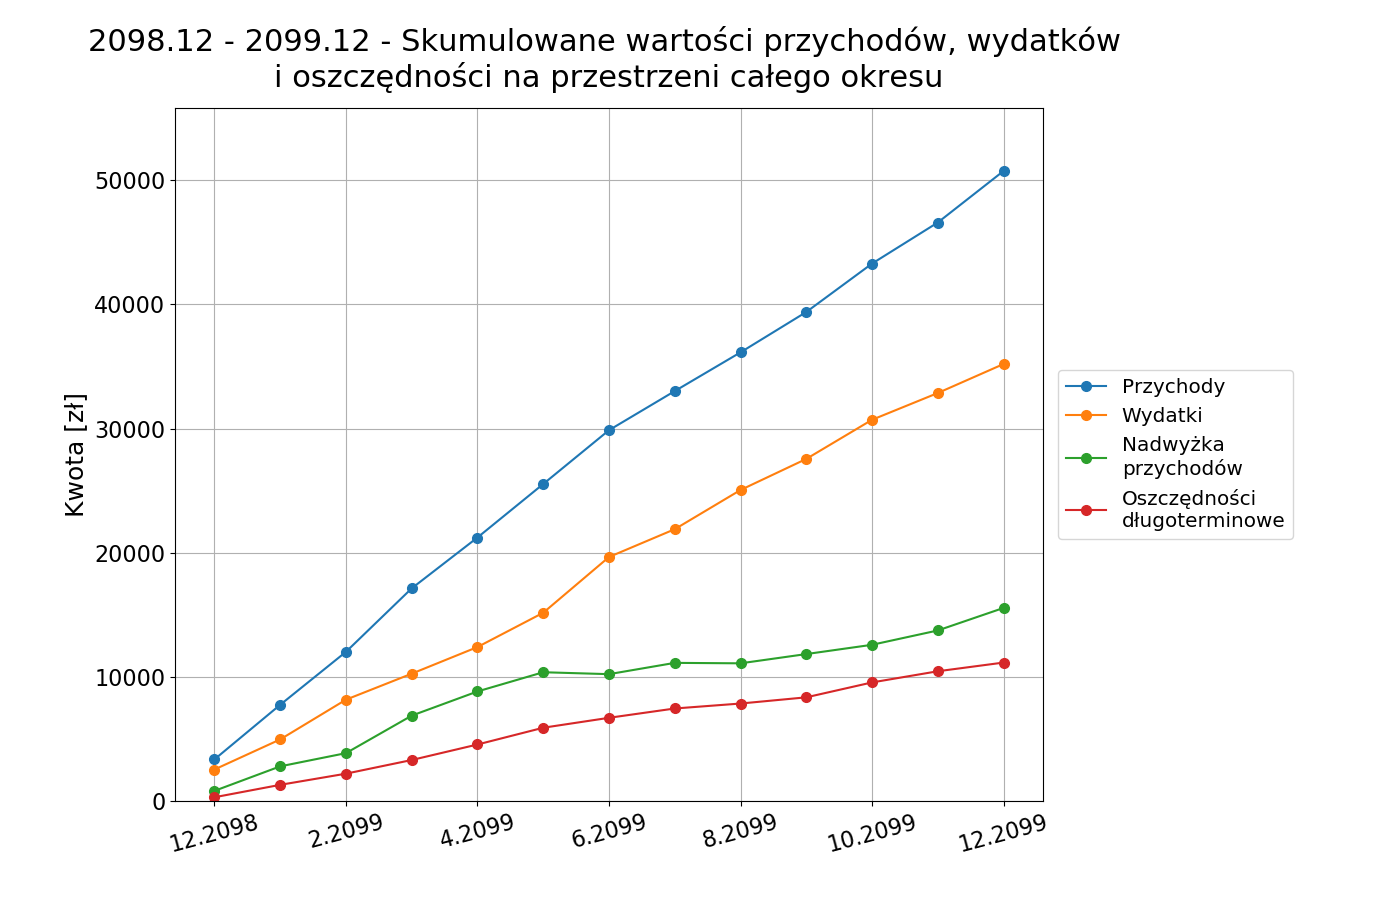 2098.12 - 2099.12 - Skumulowane wartości przychodów, wydatków
i oszczędności na przestrzeni całego okresu
Kwota [zł]
50000
40000
30000
20000
10000
0
12.2098
2.2099
4.2099
6.2099
8.2099
10.2099
12.2099
Przychody
Wydatki
Nadwyżka
przychodów
Oszczędności
długoterminowe